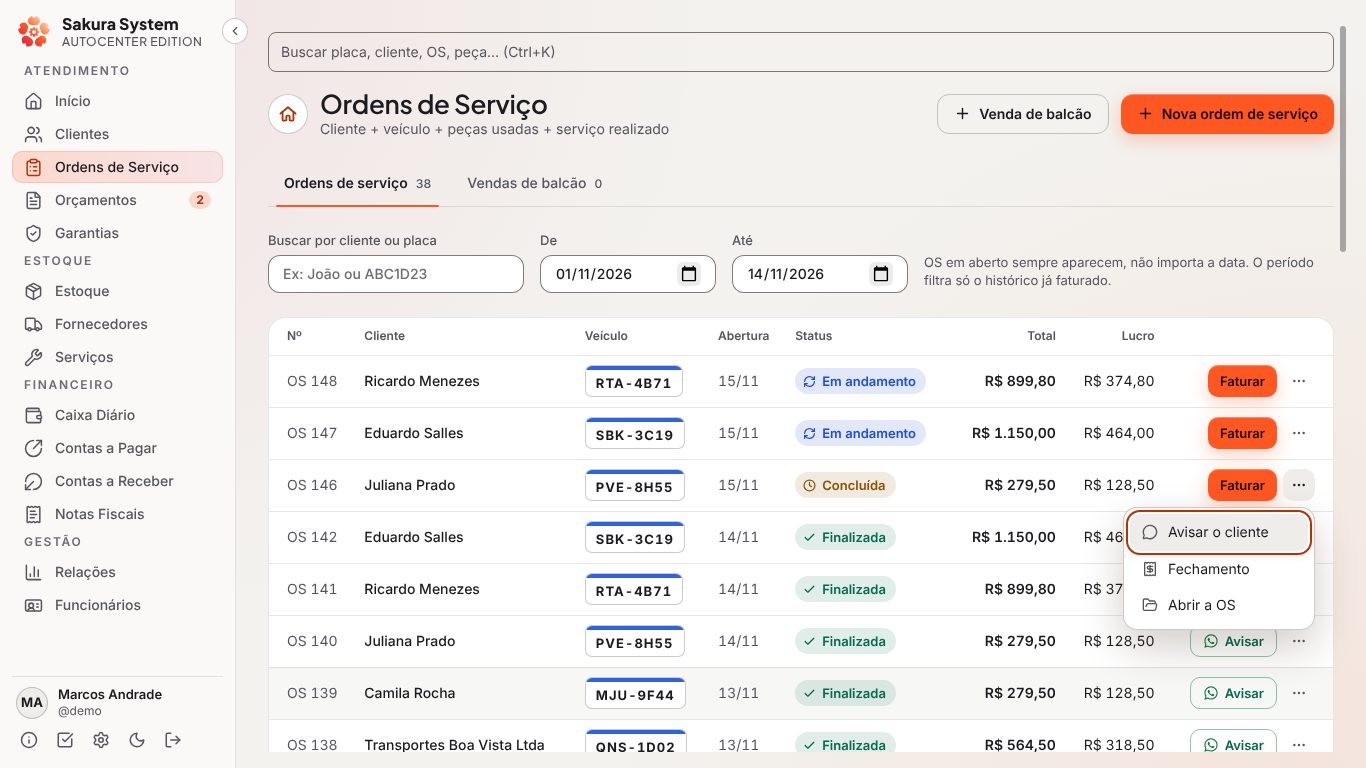 Sakura System
AUTOCENTER EDITION
ATENDIMENTO
Início
Clientes
Ordens de Serviço
Orçamentos 2
Garantias
ESTOQUE
Estoque
Fornecedores
Serviços
FINANCEIRO
Caixa Diário
Contas a Pagar
Contas a Receber
Notas Fiscais
GESTÃO
Relações
Funcionários
MA
Marcos Andrade
@demo
Buscar placa, cliente, OS, peça... (Ctrl+K)
Ordens de Serviço
Cliente + veículo + peças usadas + serviço realizado
Venda de balcão
Nova ordem de serviço
Ordens de serviço 38
Vendas de balcão 0
Buscar por cliente ou placa
Ex: João ou ABC1D23
De
01/11/2026
Até
14/11/2026
OS em aberto sempre aparecem, não importa a data. O período
filtra só o histórico já faturado.
Nº Cliente Veículo Abertura Status Total Lucro
OS 148 Ricardo Menezes RTA-4B71 15/11 Em andamento R$ 899,80 R$ 374,80 Faturar
OS 147 Eduardo Salles SBK-3C19 15/11 Em andamento R$ 1.150,00 R$ 464,00 Faturar
OS 146 Juliana Prado PVE-8H55 15/11 Concluída R$ 279,50 R$ 128,50 Faturar
OS 142 Eduardo Salles SBK-3C19 14/11 Finalizada R$ 1.150,00 R$ 46
OS 141 Ricardo Menezes RTA-4B71 14/11 Finalizada R$ 899,80 R$ 37
OS 140 Juliana Prado PVE-8H55 14/11 Finalizada R$ 279,50 R$ 128,50 Avisar
OS 139 Camila Rocha MJU-9F44 13/11 Finalizada R$ 279,50 R$ 128,50 Avisar
OS 138 Transportes Boa Vista Ltda QNS-1D02 13/11 Finalizada R$ 564,50 R$ 318,50 Avisar
Avisar o cliente
Fechamento
Abrir a OS